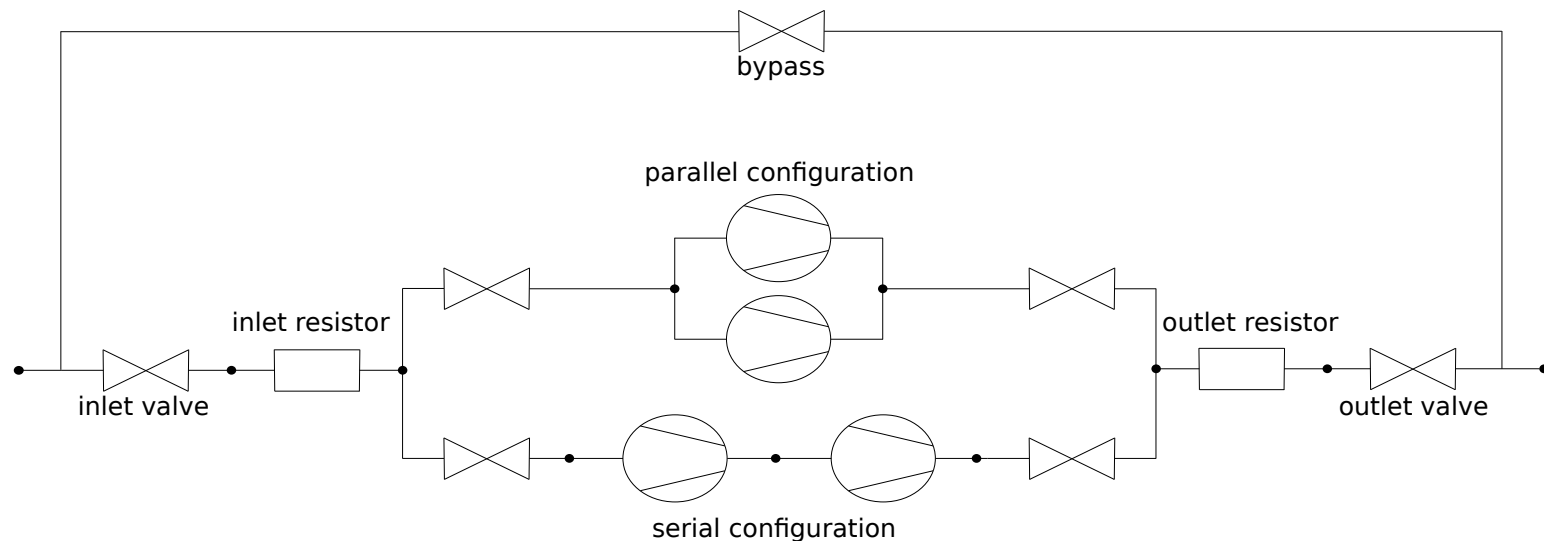 bypass
parallel configuration
inlet resistor
outlet resistor
inlet valve
outlet valve
serial configuration